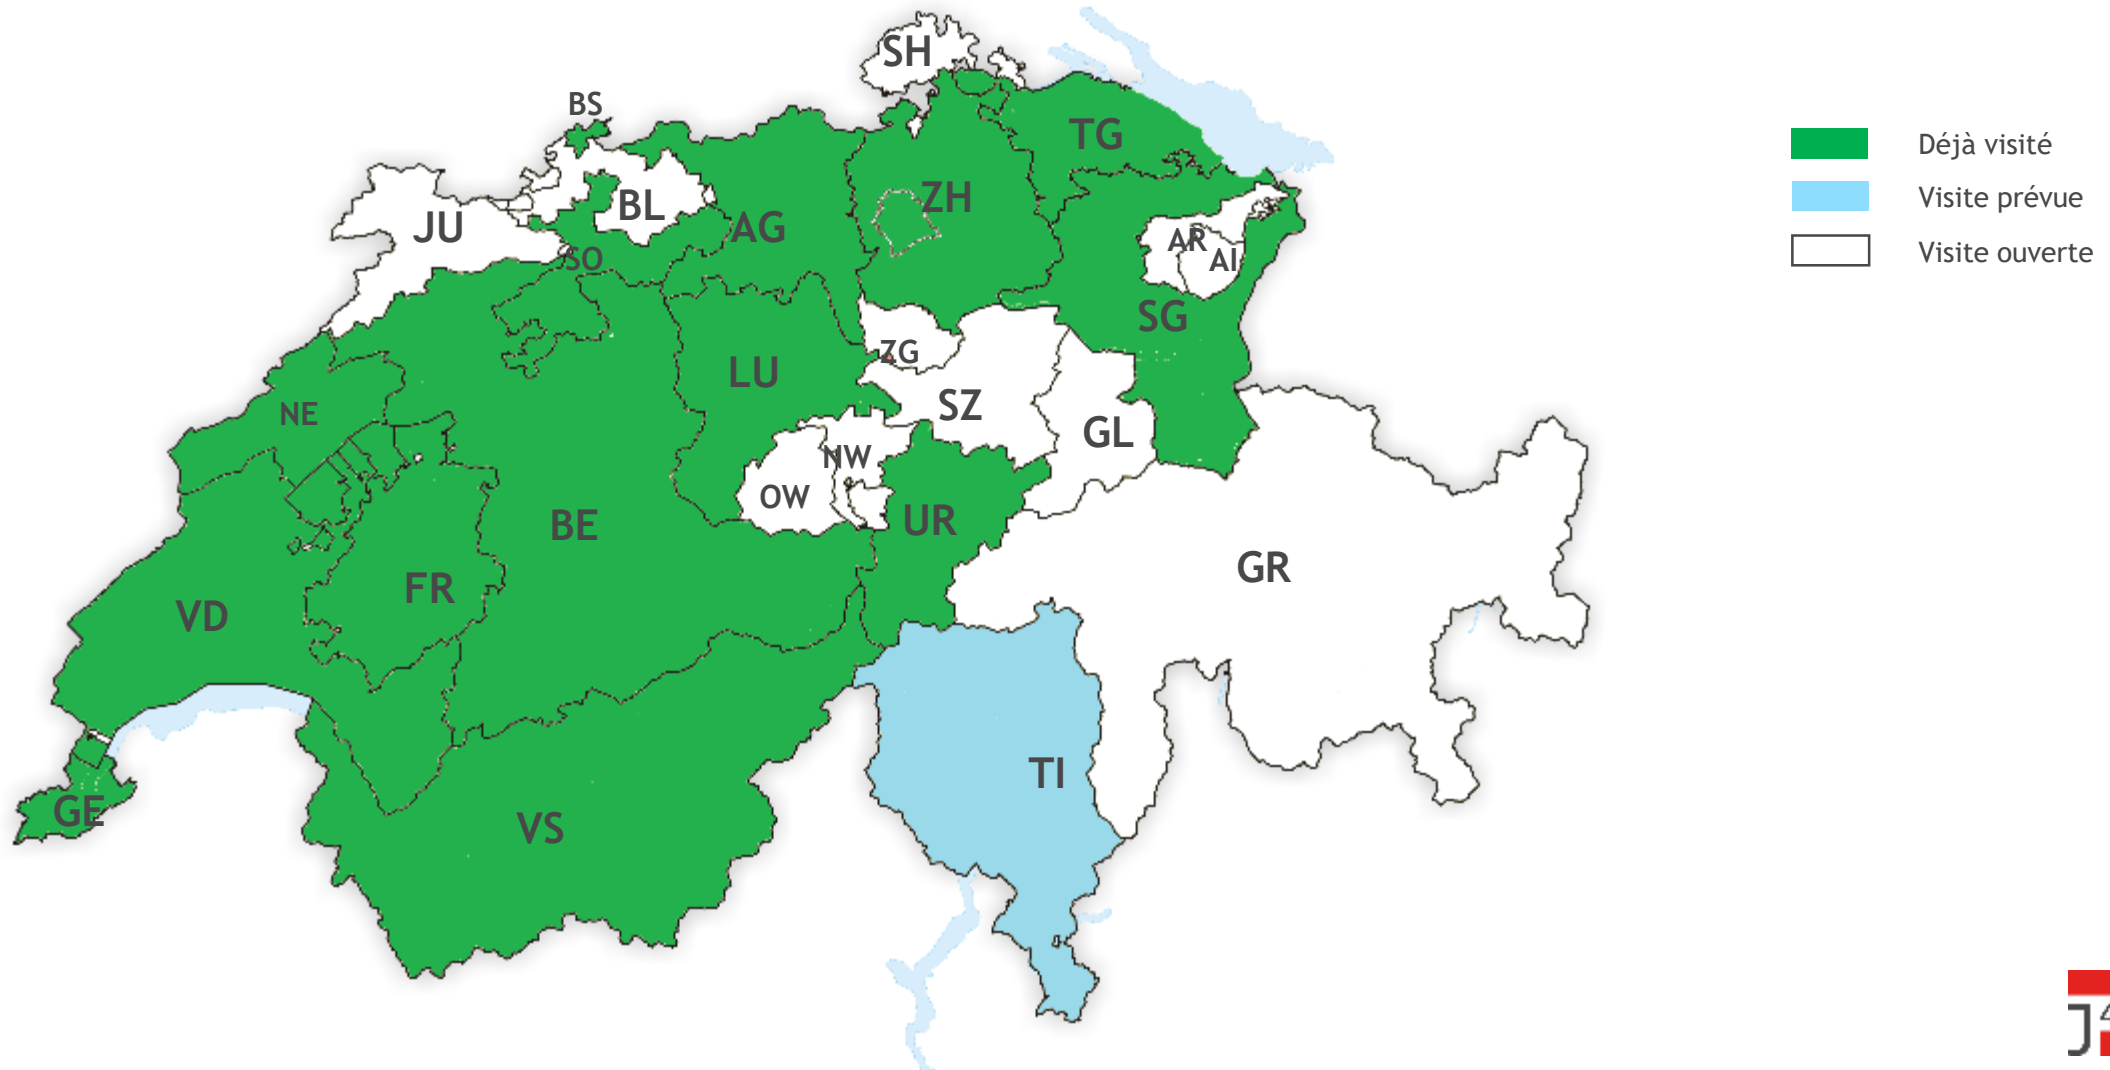 SH
BS
TG
ZH
BL
JU
AG
AR
AI
SO
SG
ZG
LU
SZ
NE
GL
NW
OW
BE
UR
GR
FR
VD
TI
GE
VS
Déjà visité
Visite prévue
Visite ouverte